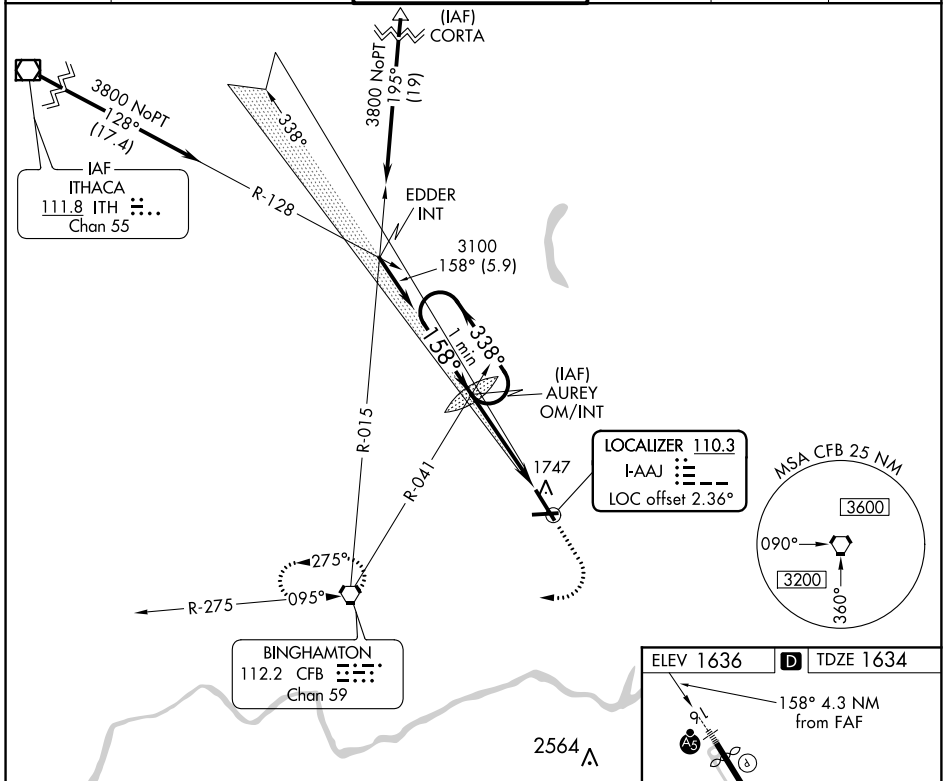 (IAF)
CORTA
3800 NoPT
195°
(19)
3800 NoPT
128°
(17.4)
338°
IAF
ITHACA
111.8 ITH
Chan 55
R-128
EDDER
INT
3100
158° (5.9)
338°
1 min
158°
(IAF)
AUREY
OM/INT
R-015
R-041
LOCALIZER 110.3
I-AAJ
LOC offset 2.36°
1747
MSA CFB 25 NM
3600
090°
3200
360°
275°
R-275
095°
BINGHAMTON
112.2 CFB
Chan 59
ELEV 1636 D TDZE 1634
158° 4.3 NM
from FAF
16
A5
P
2564